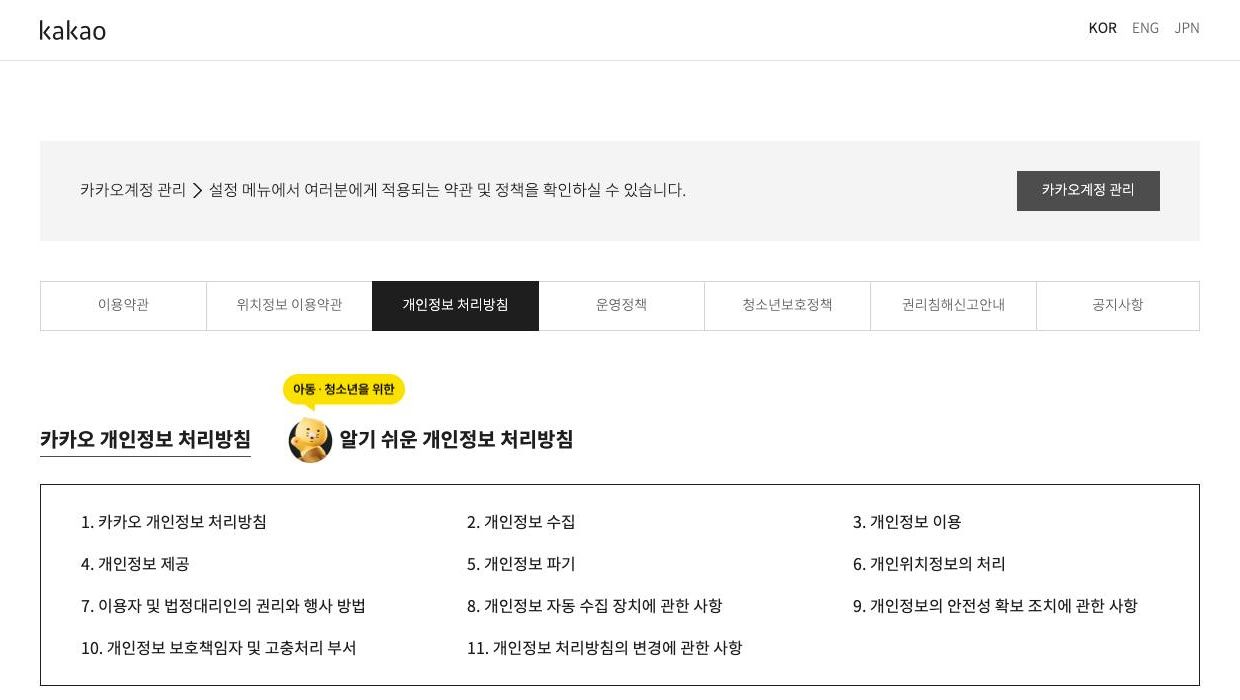 kakao
KOR ENG JPN
카카오계정 관리 > 설정 메뉴에서 여러분에게 적용되는 약관 및 정책을 확인하실 수 있습니다.
카카오계정 관리
이용약관
위치정보 이용약관
개인정보 처리방침
운영정책
청소년보호정책
권리침해신고안내
공지사항
아동·청소년을 위한
카카오 개인정보 처리방침
알기 쉬운 개인정보 처리방침
1. 카카오 개인정보 처리방침
2. 개인정보 수집
3. 개인정보 이용
4. 개인정보 제공
5. 개인정보 파기
6. 개인위치정보의 처리
7. 이용자 및 법정대리인의 권리와 행사 방법
8. 개인정보 자동 수집 장치에 관한 사항
9. 개인정보의 안전성 확보 조치에 관한 사항
10. 개인정보 보호책임자 및 고충처리 부서
11. 개인정보 처리방침의 변경에 관한 사항